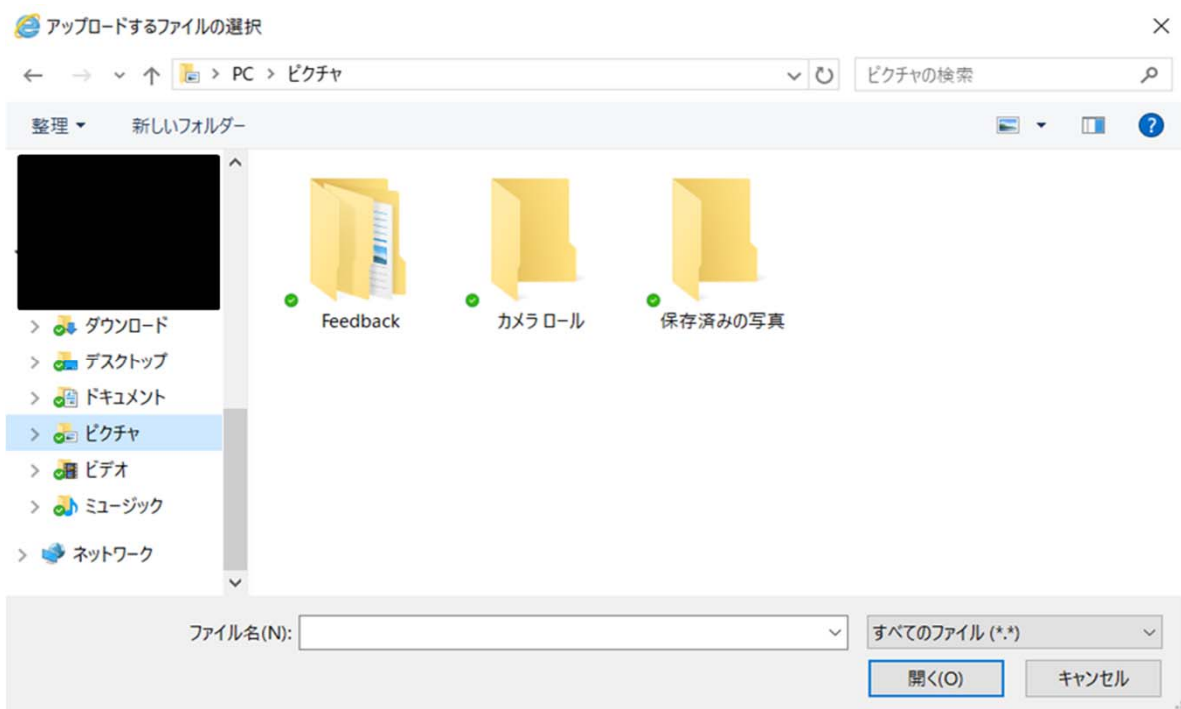 アップロードするファイルの選択
PC > ピクチャ
ピクチャの検索
整理
新しいフォルダー
?
Feedback
カメラ ロール
保存済みの写真
ダウンロード
デスクトップ
ドキュメント
ピクチャ
ビデオ
ミュージック
ネットワーク
ファイル名(N):
すべてのファイル (*.*)
開く(O)
キャンセル